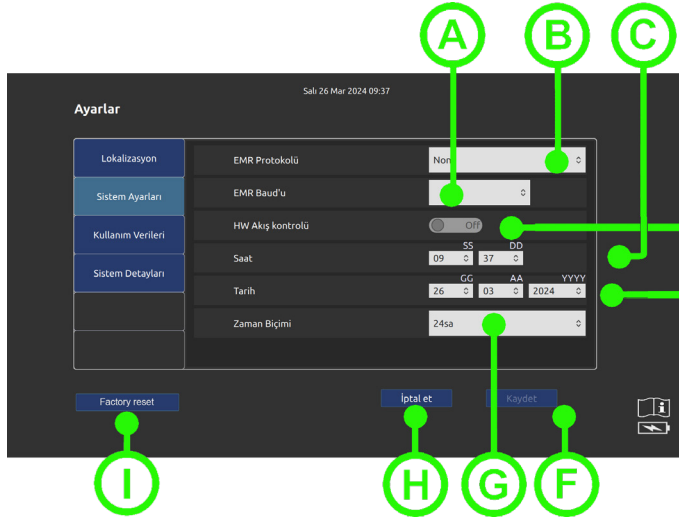 A B C
Salı 26 Mar 2024 09:37
Ayarlar
Lokalizasyon
Sistem Ayarları
Kullanım Verileri
Sistem Detayları
EMR Protokolü
EMR Baud'u
HW Akış kontrolü Off
SS DD
Saat 09 37
GG AA YYYY
Tarih 26 03 2024
Zaman Biçimi 24sa
Factory reset İptal et Kaydet
I H G F